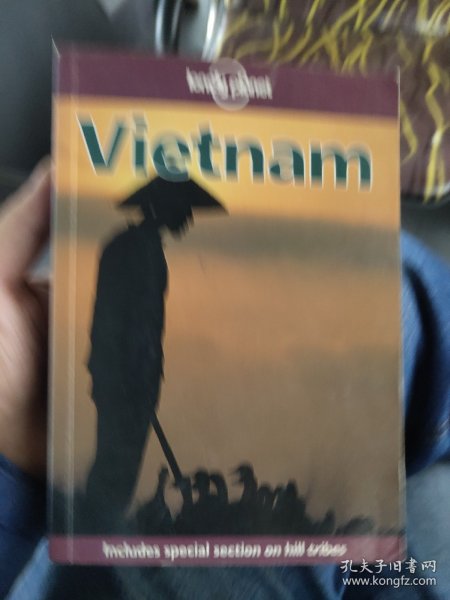 lonely planet
Vietnam
Includes special section on hill tribes
孔夫子旧书网
www.kongfz.com